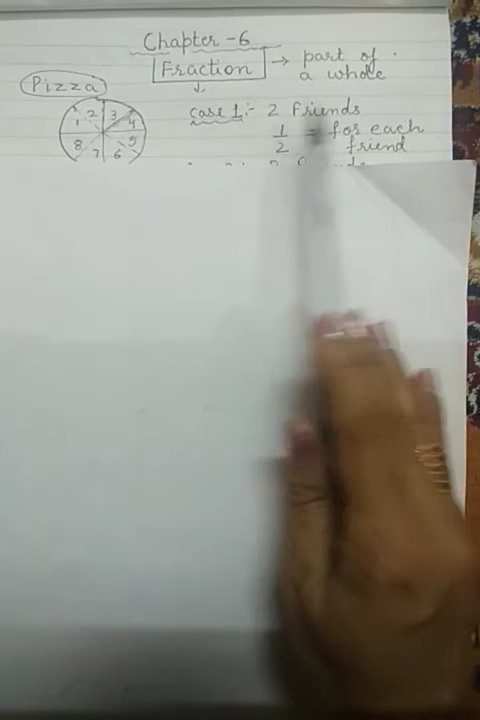 Chapter-6
Fraction → part of a whole
Pizza
1 2 3 4 5 6 7 8
Case 1:- 2 Friends
1/2 = for each friend